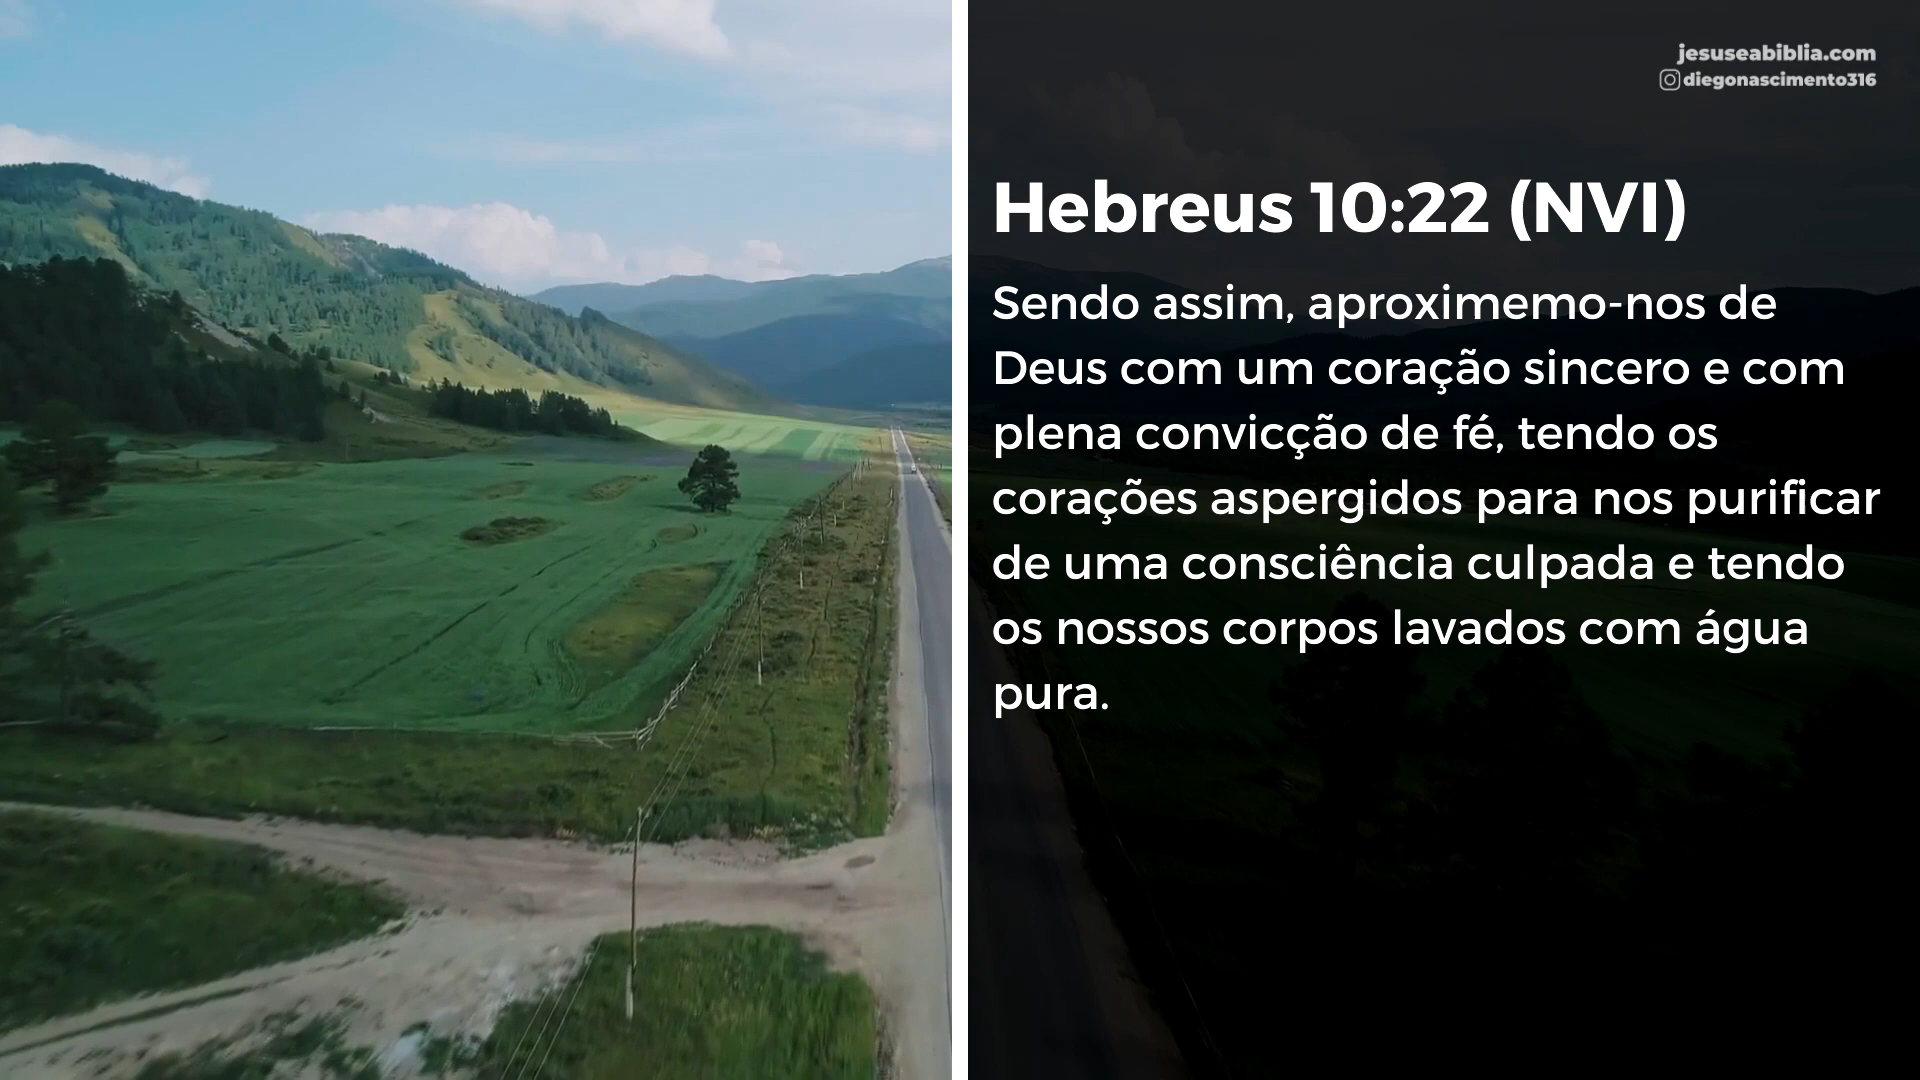 jesuseabiblia.com
diegonascimento316
Hebreus 10:22 (NVI)
Sendo assim, aproximemo-nos de
Deus com um coração sincero e com
plena convicção de fé, tendo os
corações aspergidos para nos purificar
de uma consciência culpada e tendo
os nossos corpos lavados com água
pura.